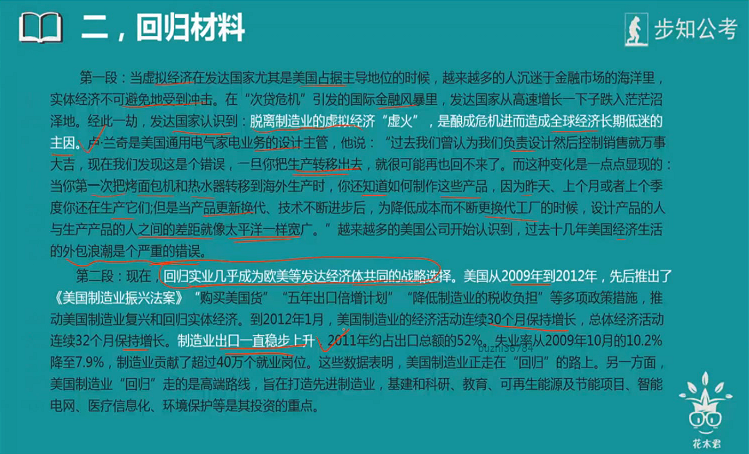 二，回归材料
步知公考
第一段：当虚拟经济在发达国家尤其是美国占据主导地位的时候，越来越多的人沉迷于金融市场的海洋里，
实体经济不可避免地受到冲击。在“次贷危机”引发的国际金融风暴里，发达国家从高速增长一下子跌入茫茫沼
泽地。经此一劫，发达国家认识到：脱离制造业的虚拟经济“虚火”，是酿成危机进而造成全球经济长期低迷的
主因。卢·兰奇是美国通用电气家电业务的设计主管，他说：“过去我们曾认为我们负责设计然后控制销售就万事
大吉，现在我们发现这是个错误，一旦你把生产转移出去，就很可能再也回不来了。而这种变化是一点点显现的：
当你第一次把烤面包机和热水器转移到海外生产时，你还知道如何制作这些产品，因为昨天、上个月或者上个季
度你还在生产它们;但是当产品更新换代、技术不断进步后，为降低成本而不断更换代工厂的时候，设计产品的人
与生产产品的人之间的差距就像太平洋一样宽广。”越来越多的美国公司开始认识到，过去十几年美国经济生活
的外包浪潮是个严重的错误。
第二段：现在，回归实业几乎成为欧美等发达经济体共同的战略选择。美国从2009年到2012年，先后推出了
《美国制造业振兴法案》“购买美国货”“五年出口倍增计划”“降低制造业的税收负担”等多项政策措施，推
动美国制造业复兴和回归实体经济。到2012年1月，美国制造业的经济活动连续30个月保持增长，总体经济活动
连续32个月保持增长。制造业出口一直稳步上升，2011年约占出口总额的52%。失业率从2009年10月的10.2%
降至7.9%，制造业贡献了超过40万个就业岗位。这些数据表明，美国制造业正走在“回归”的路上。另一方面，
美国制造业“回归”走的是高端路线，旨在打造先进制造业，基建和科研、教育、可再生能源及节能项目、智能
电网、医疗信息化、环境保护等是其投资的重点。
花木君